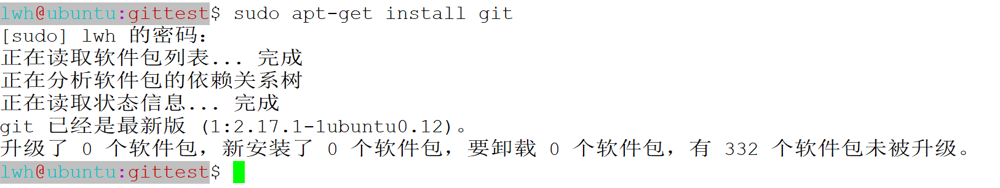 lwh@ubuntu:gittest$ sudo apt-get install git
[sudo] lwh 的密码：
正在读取软件包列表... 完成
正在分析软件包的依赖关系树
正在读取状态信息... 完成
git 已经是最新版 (1:2.17.1-1ubuntu0.12)。
升级了 0 个软件包，新安装了 0 个软件包，要卸载 0 个软件包，有 332 个软件包未被升级。
lwh@ubuntu:gittest$